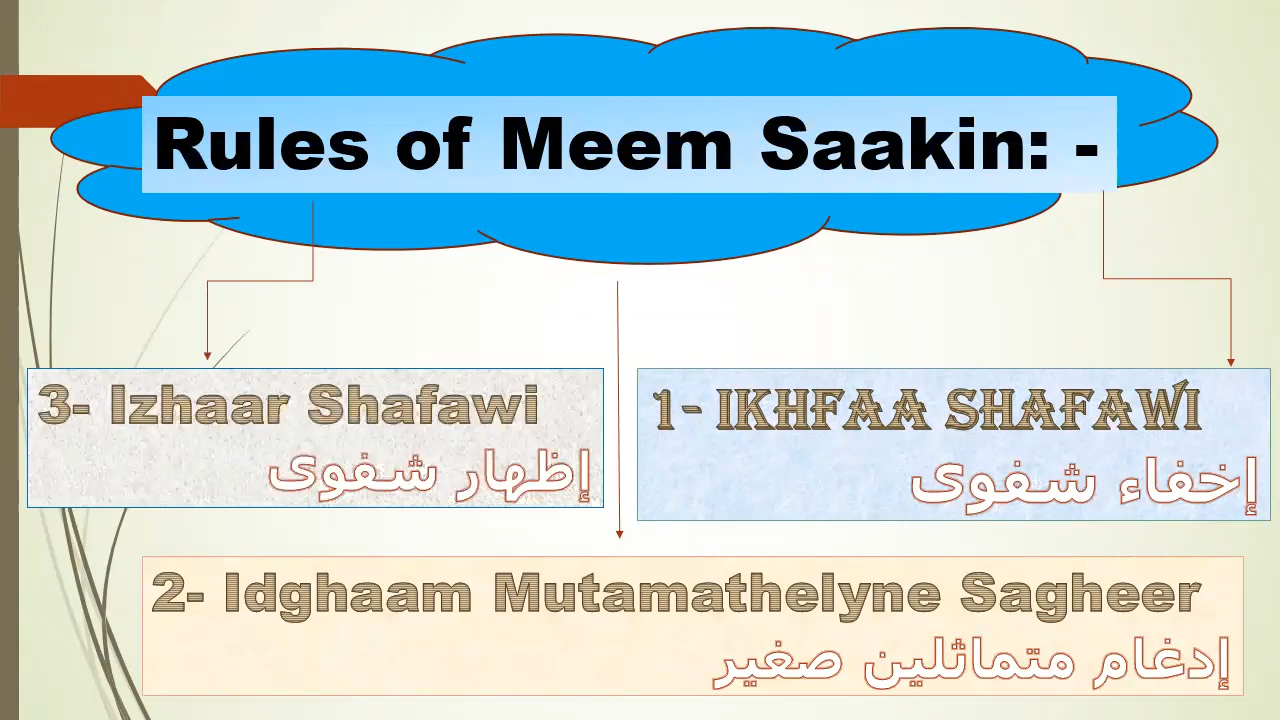 Rules of Meem Saakin: -
1- IKHFAA SHAFAWI
إخفاء شفوى
3- Izhaar Shafawi
إظهار شفوى
2- Idghaam Mutamathelyne Sagheer
إدغام متماثلين صغير